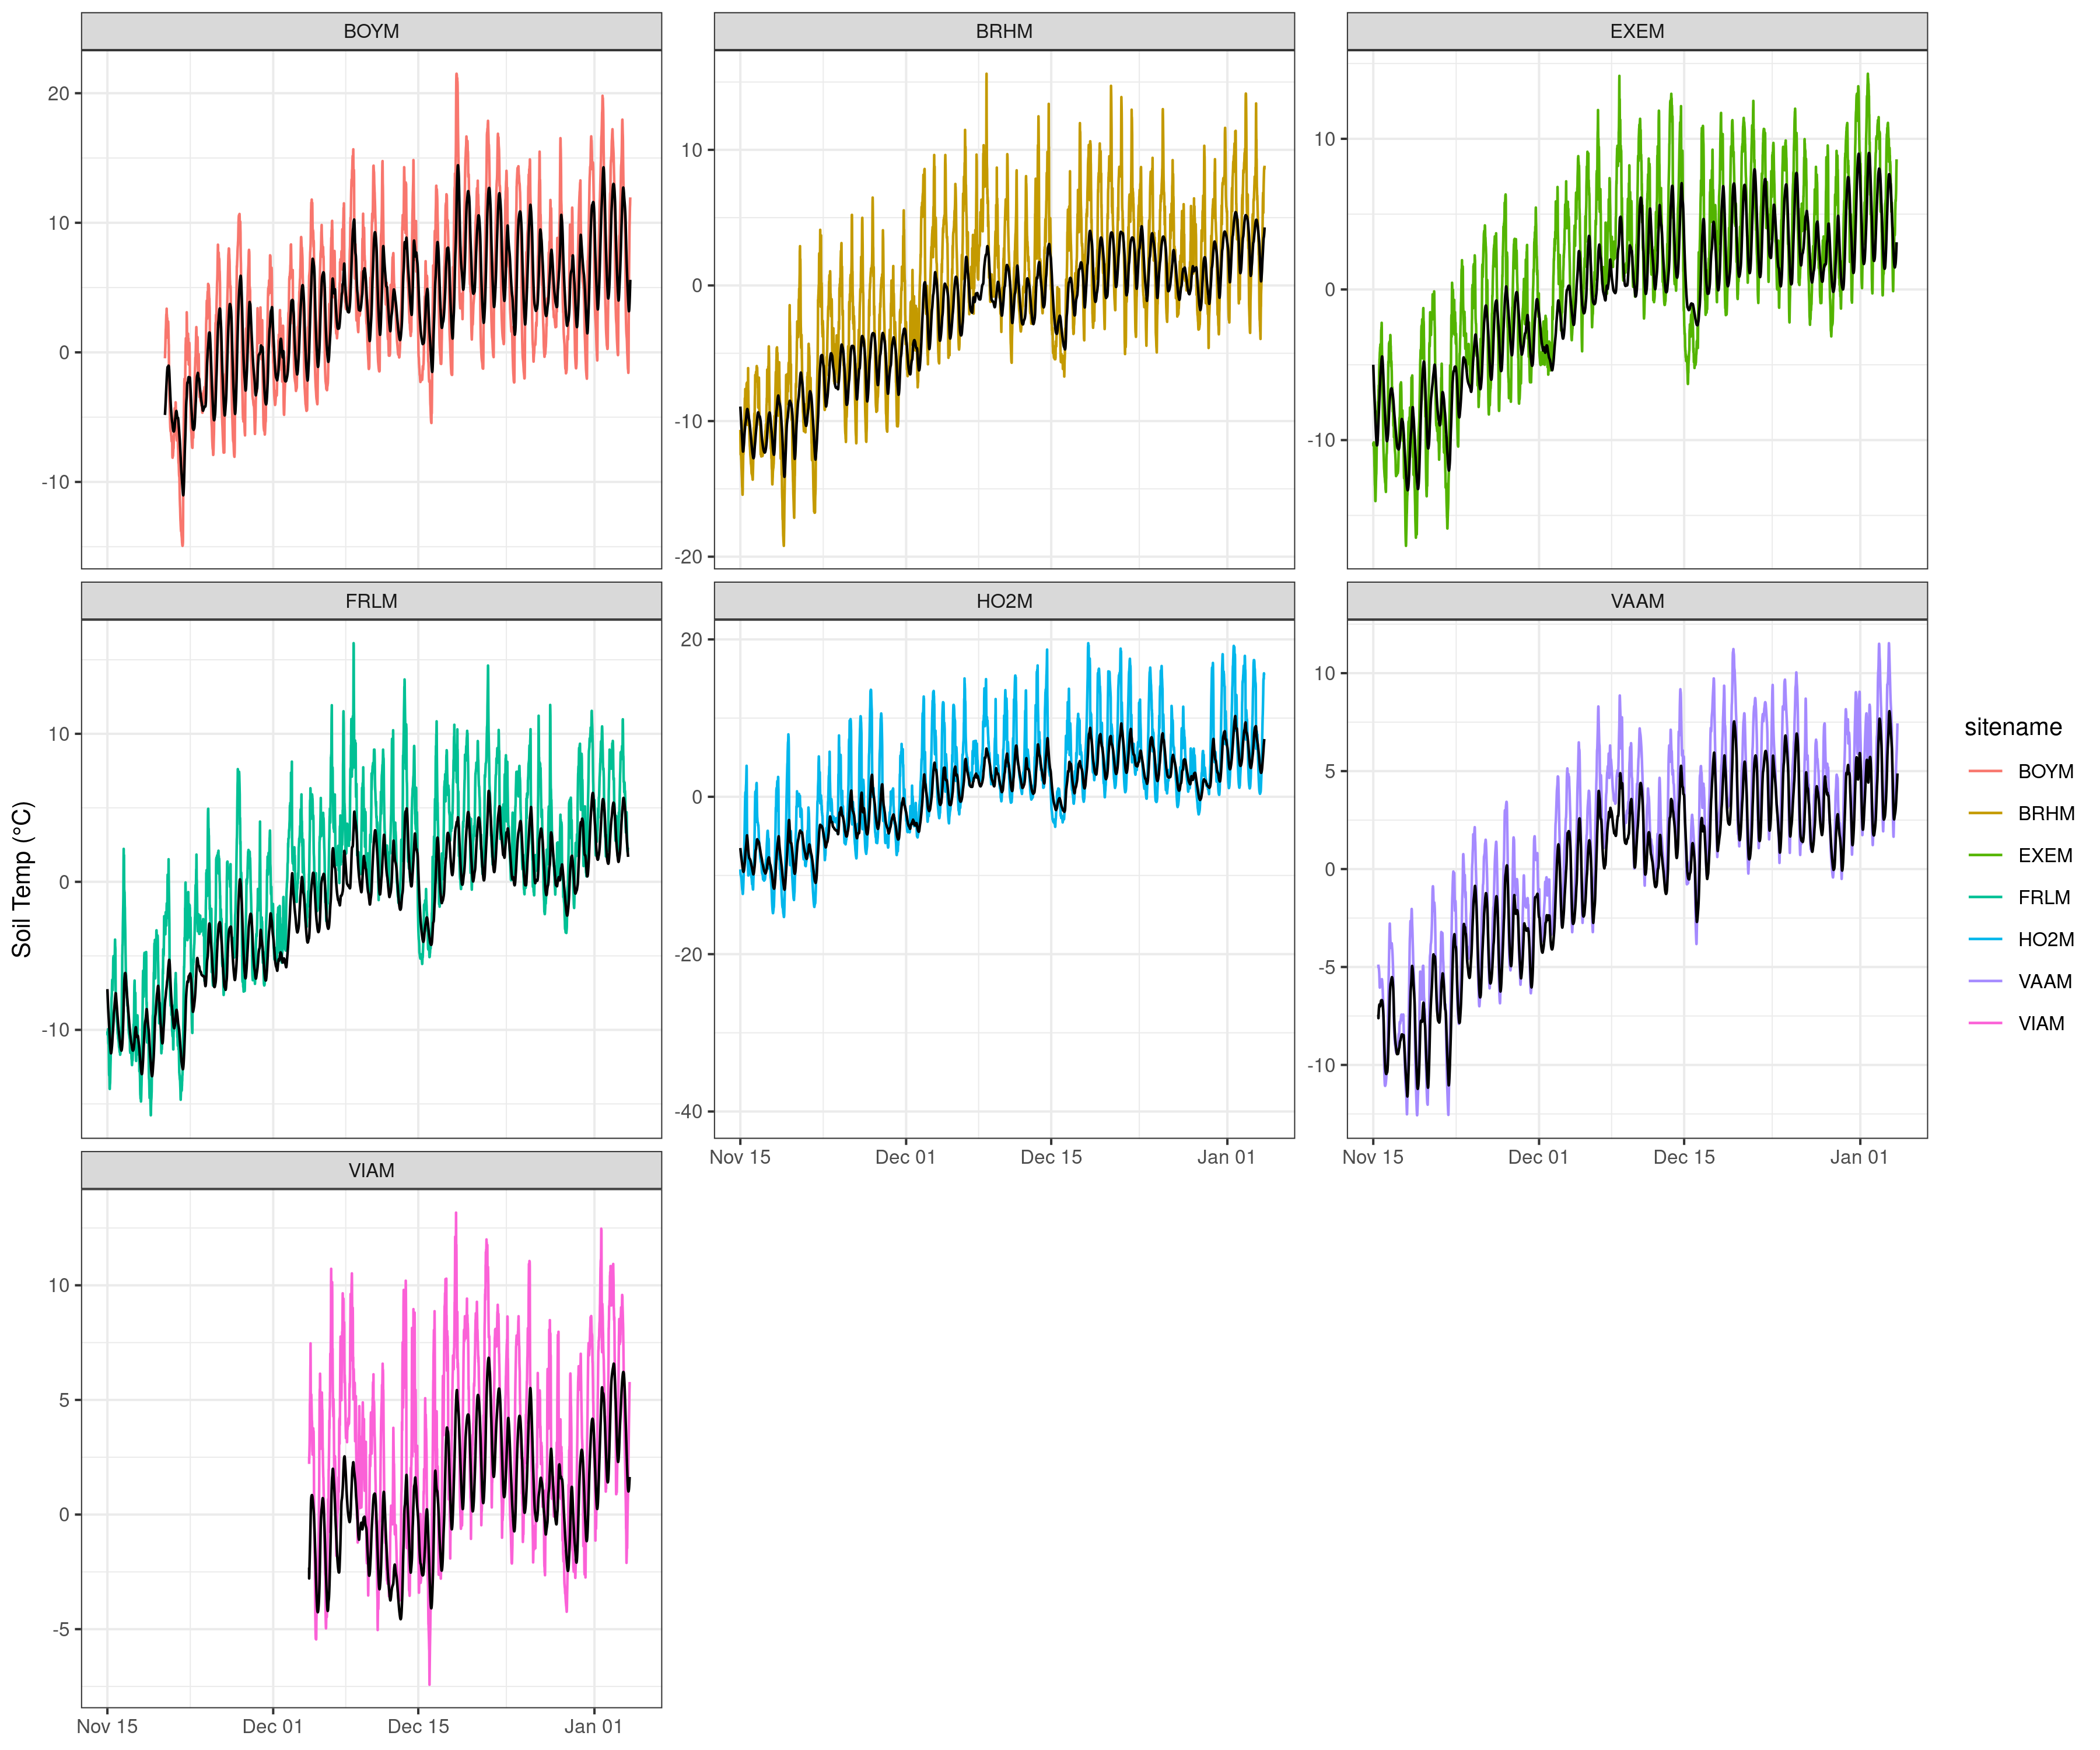 BOYM BRHM EXEM
20
10
0
-10
10
0
-10
-20
10
0
-10
FRLM HO2M VAAM
10
0
-10
20
0
-20
-40
10
5
0
-5
-10
Nov 15 Dec 01 Dec 15 Jan 01
Nov 15 Dec 01 Dec 15 Jan 01
VIAM
10
5
0
-5
Nov 15 Dec 01 Dec 15 Jan 01
Soil Temp (°C)
sitename
BOYM
BRHM
EXEM
FRLM
HO2M
VAAM
VIAM